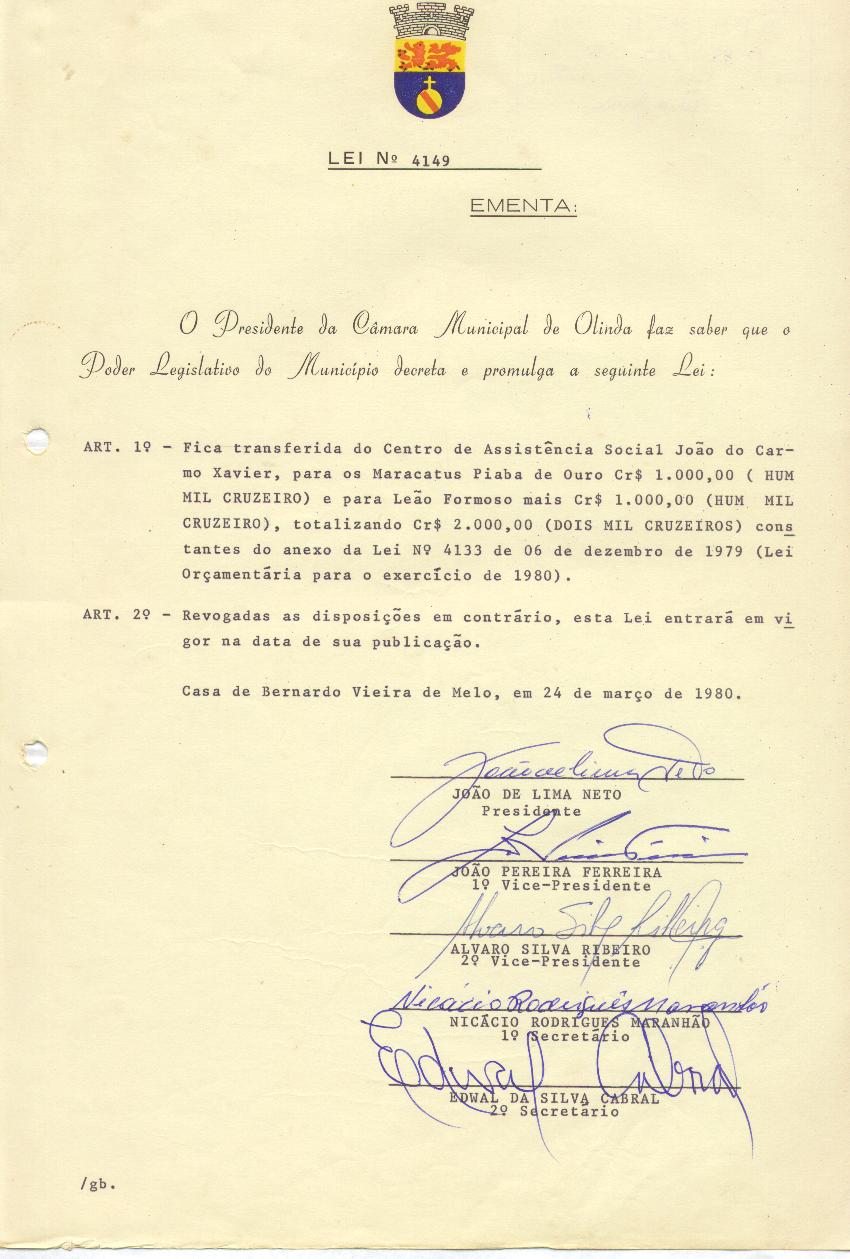 LEI Nº 4149
EMENTA:
O Presidente da Câmara Municipal de Olinda faz saber que o
Poder Legislativo do Município decreta e promulga a seguinte Lei:
ART. 1º - Fica transferida do Centro de Assistência Social João do Car-
mo Xavier, para os Maracatus Piaba de Ouro Cr$ 1.000,00 ( HUM
MIL CRUZEIRO) e para Leão Formoso mais Cr$ 1.000,00 (HUM MIL
CRUZEIRO), totalizando Cr$ 2.000,00 (DOIS MIL CRUZEIROS) cons
tantes do anexo da Lei Nº 4133 de 06 de dezembro de 1979 (Lei
Orçamentária para o exercício de 1980).
ART. 2º - Revogadas as disposições em contrário, esta Lei entrará em vi
gor na data de sua publicação.
Casa de Bernardo Vieira de Melo, em 24 de março de 1980.
João de Lima Neto
JOÃO DE LIMA NETO
Presidente
JOÃO PEREIRA FERREIRA
1º Vice-Presidente
Alvaro Silva Ribeiro
ALVARO SILVA RIBEIRO
2º Vice-Presidente
Nicácio Rodrigues Maranhão
NICÁCIO RODRIGUES MARANHÃO
1º Secretário
Edwal Cabral
EDWAL DA SILVA CABRAL
2º Secretário
/gb.